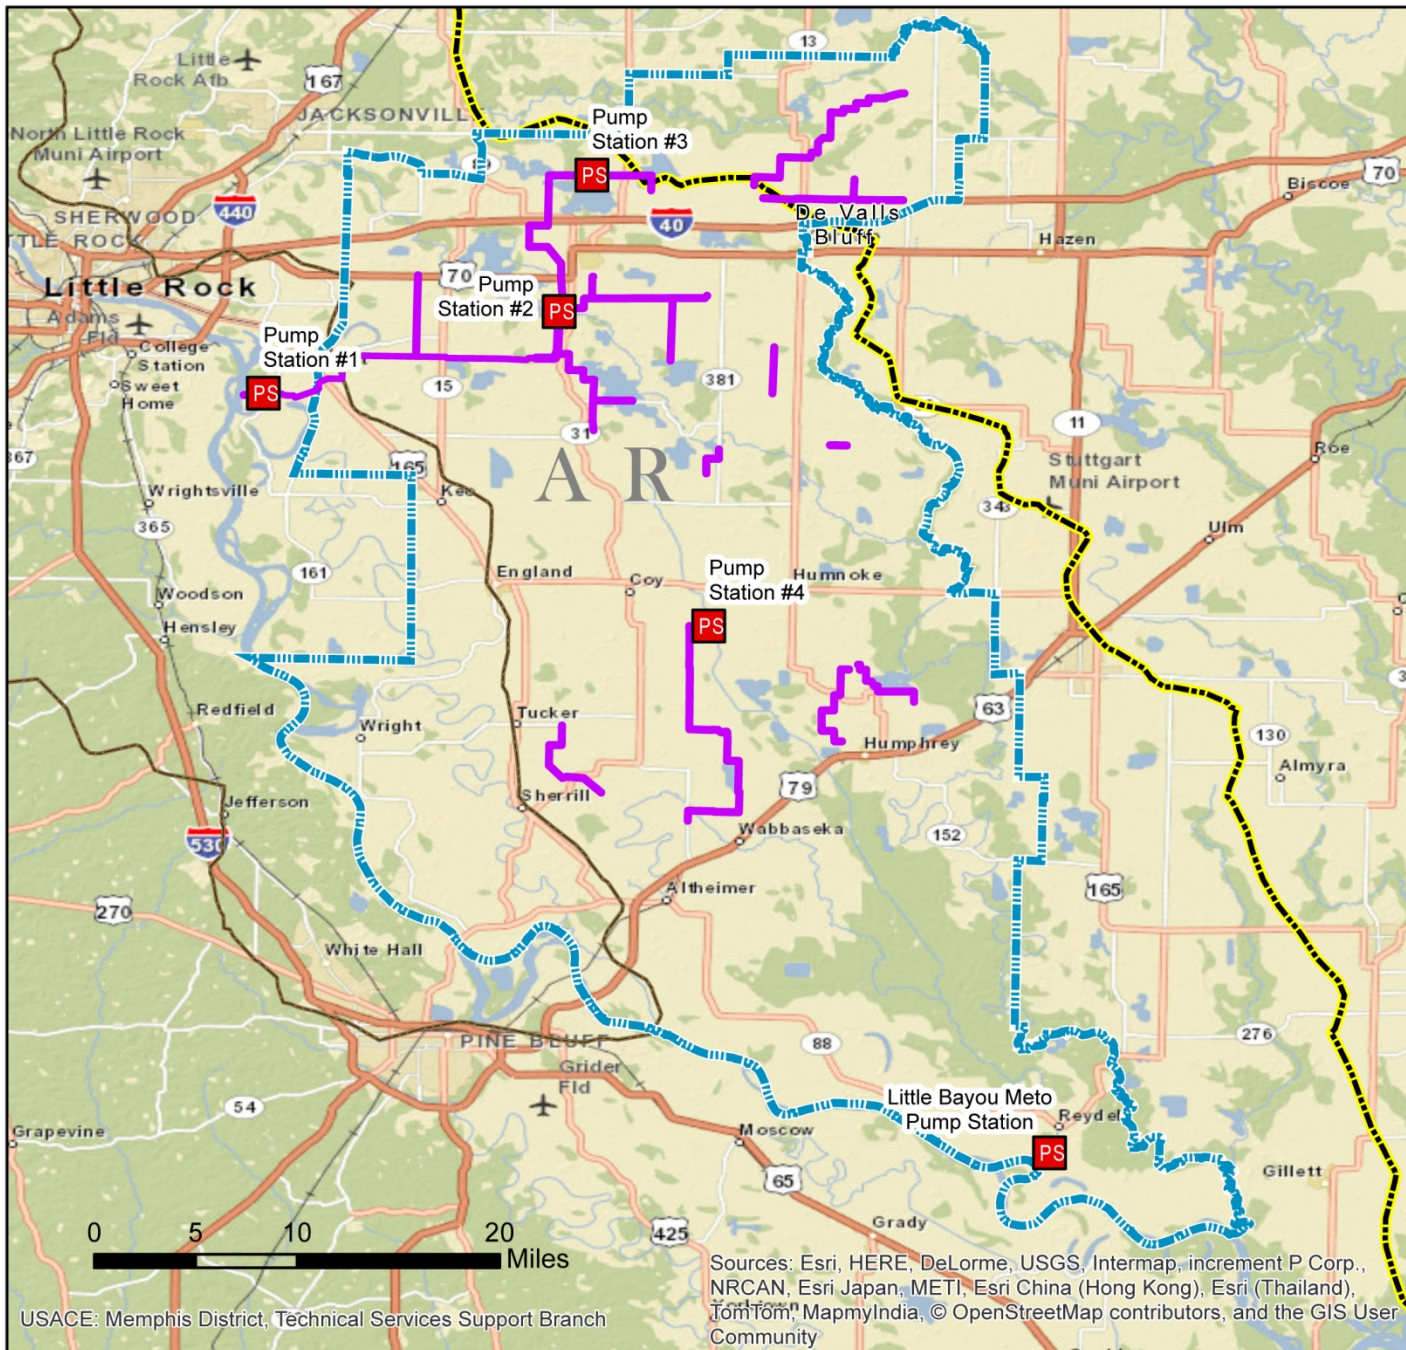 13
Little
Rock Afb
167
JACKSONVILLE
Pump
Station #3
North Little Rock
Muni Airport
89
PS
70
Biscoe
SHERWOOD
440
40
De Valls
Bluff
Hazen
70
Little Rock
Pump
Station #2
PS
Adams
Fld
College
Station
Pump
Station #1
Sweet
Home
PS
15
381
11
31
Roe
165
A R
Stuttgart
Muni Airport
Wrightsville
Keo
365
343
Ulm
161
England
Coy
Pump
Station #4
Humnoke
Woodson
Hensley
PS
Redfield
63
Wright
Tucker
Humphrey
130
Almyra
Jefferson
Sherrill
79
530
Wabbaseka
152
Altheimer
165
270
White Hall
276
PINE BLUFF
88
Grider
Fld
54
Little Bayou Meto
Pump Station
Reydel
Grapevine
Moscow
PS
Gillett
65
0 5 10 20
Miles
425
Grady
Sources: Esri, HERE, DeLorme, USGS, Intermap, increment P Corp.,
NRCAN, Esri Japan, METI, Esri China (Hong Kong), Esri (Thailand),
TomTom, MapmyIndia, © OpenStreetMap contributors, and the GIS User
Community
USACE: Memphis District, Technical Services Support Branch